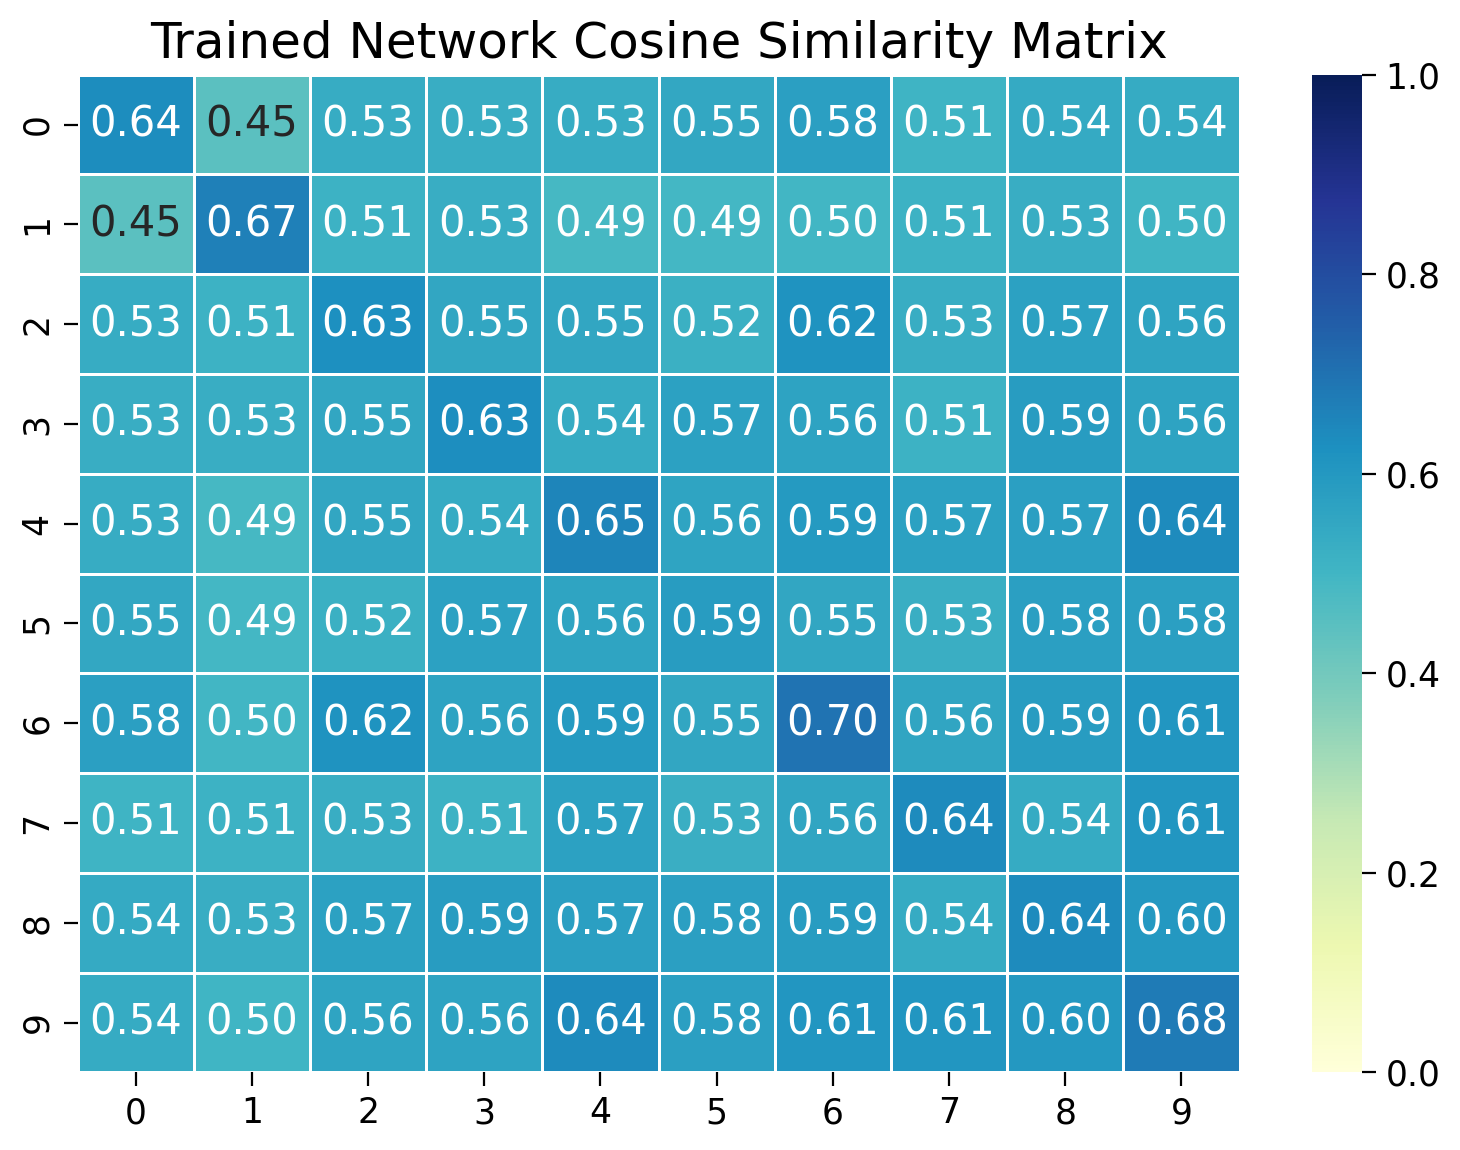 Trained Network Cosine Similarity Matrix
1.0
0 0.64 0.45 0.53 0.53 0.53 0.55 0.58 0.51 0.54 0.54
1 0.45 0.67 0.51 0.53 0.49 0.49 0.50 0.51 0.53 0.50
0.8
2 0.53 0.51 0.63 0.55 0.55 0.52 0.62 0.53 0.57 0.56
3 0.53 0.53 0.55 0.63 0.54 0.57 0.56 0.51 0.59 0.56
0.6
4 0.53 0.49 0.55 0.54 0.65 0.56 0.59 0.57 0.57 0.64
5 0.55 0.49 0.52 0.57 0.56 0.59 0.55 0.53 0.58 0.58
0.4
6 0.58 0.50 0.62 0.56 0.59 0.55 0.70 0.56 0.59 0.61
7 0.51 0.51 0.53 0.51 0.57 0.53 0.56 0.64 0.54 0.61
0.2
8 0.54 0.53 0.57 0.59 0.57 0.58 0.59 0.54 0.64 0.60
9 0.54 0.50 0.56 0.56 0.64 0.58 0.61 0.61 0.60 0.68
0.0
0 1 2 3 4 5 6 7 8 9